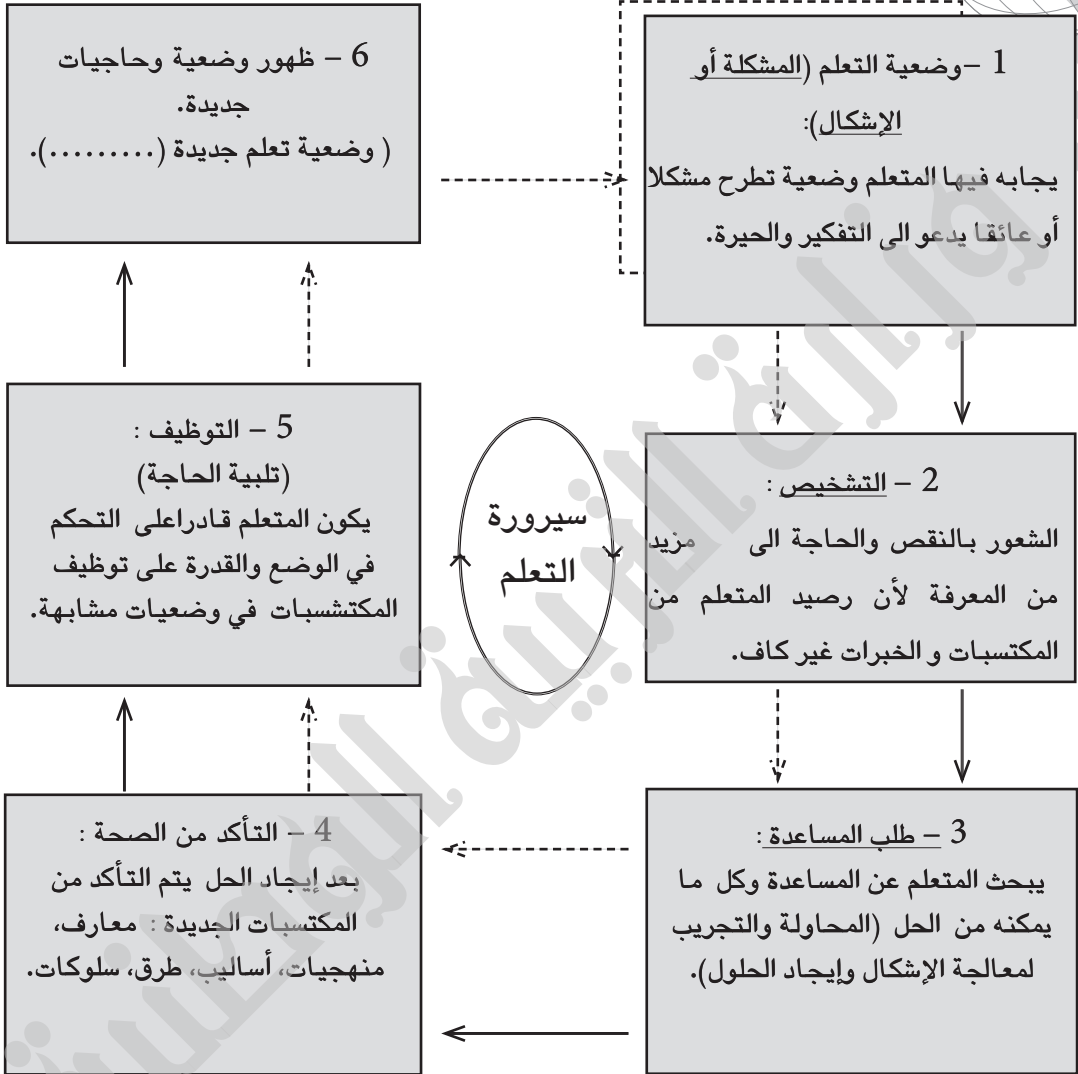 1 –وضعية التعلم (المشكلة أو
الإشكال):
يجابه فيها المتعلم وضعية تطرح مشكلا
أو عائقا يدعو الى التفكير والحيرة.
2 – التشخيص :
الشعور بالنقص والحاجة الى مزيد
من المعرفة لأن رصيد المتعلم من
المكتسبات و الخبرات غير كاف.
3 – طلب المساعدة :
يبحث المتعلم عن المساعدة وكل ما
يمكنه من الحل (المحاولة والتجريب
لمعالجة الإشكال وإيجاد الحلول).
4 – التأكد من الصحة :
بعد إيجاد الحل يتم التأكد من
المكتسبات الجديدة : معارف،
منهجيات، أساليب، طرق، سلوكات.
5 – التوظيف :
(تلبية الحاجة)
يكون المتعلم قادراعلى التحكم
في الوضع والقدرة على توظيف
المكتشسبات في وضعيات مشابهة.
6 – ظهور وضعية وحاجيات
جديدة.
( وضعية تعلم جديدة (.........).
سيرورة
التعلم
وزارة التربية الوطنية